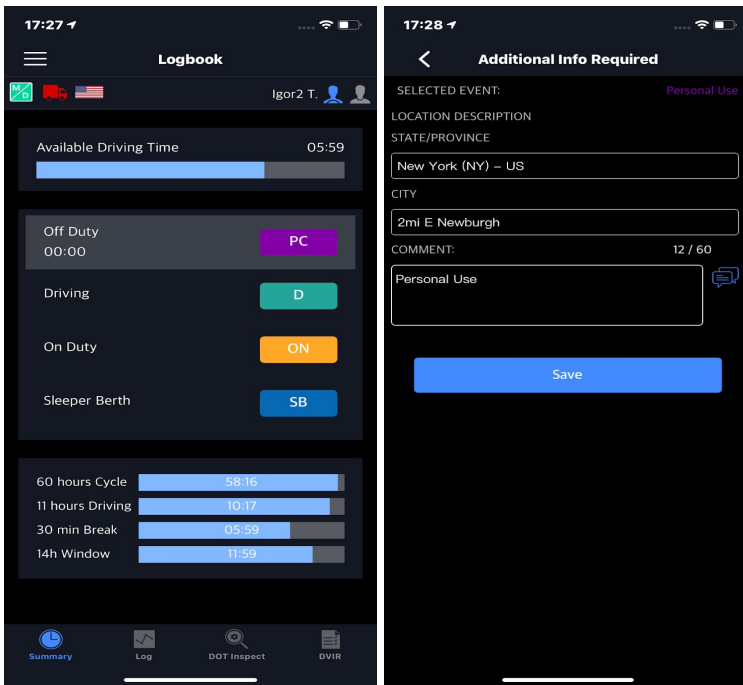 17:27
Logbook
M/D
Igor2 T.
Available Driving Time 05:59
Off Duty
00:00
PC
Driving D
On Duty ON
Sleeper Berth SB
60 hours Cycle 58:16
11 hours Driving 10:17
30 min Break 05:59
14h Window 11:59
Summary Log DOT Inspect DVIR
17:28
Additional Info Required
SELECTED EVENT: Personal Use
LOCATION DESCRIPTION
STATE/PROVINCE
New York (NY) – US
CITY
2mi E Newburgh
COMMENT: 12 / 60
Personal Use
Save